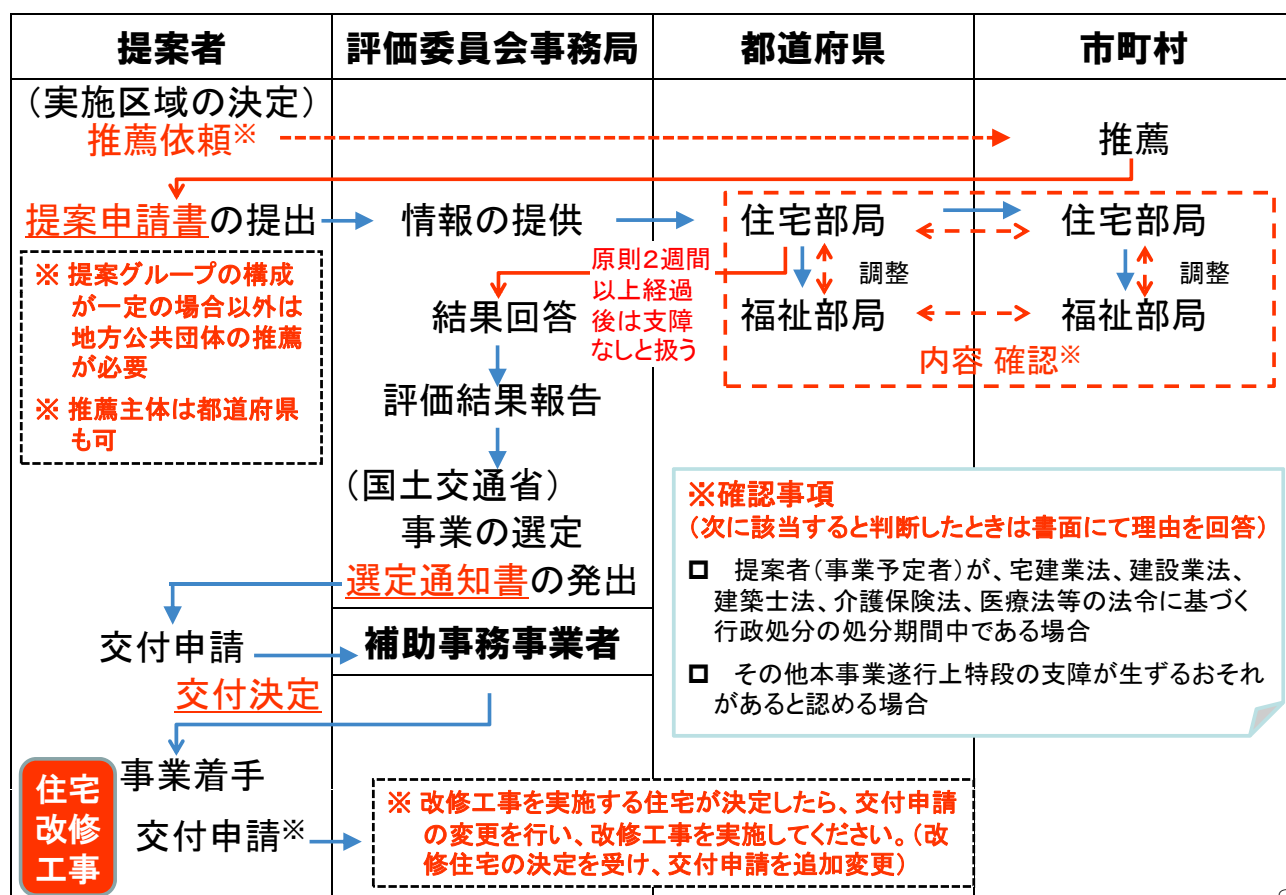 提案者
評価委員会事務局
都道府県
市町村
（実施区域の決定）
推薦依頼※
推薦
提案申請書の提出
情報の提供
住宅部局
住宅部局
原則２週間
以上経過
後は支障
なしと扱う
調整
調整
福祉部局
福祉部局
内容 確認※
※ 提案グループの構成
が一定の場合以外は
地方公共団体の推薦
が必要
※ 推薦主体は都道府県
も可
結果回答
評価結果報告
（国土交通省）
事業の選定
選定通知書の発出
※確認事項
（次に該当すると判断したときは書面にて理由を回答）
提案者（事業予定者）が、宅建業法、建設業法、
建築士法、介護保険法、医療法等の法令に基づく
行政処分の処分期間中である場合
その他本事業遂行上特段の支障が生ずるおそれ
があると認める場合
交付申請
補助事務事業者
交付決定
事業着手
住宅
改修
工事
交付申請※
※ 改修工事を実施する住宅が決定したら、交付申請
の変更を行い、改修工事を実施してください。（改
修住宅の決定を受け、交付申請を追加変更）